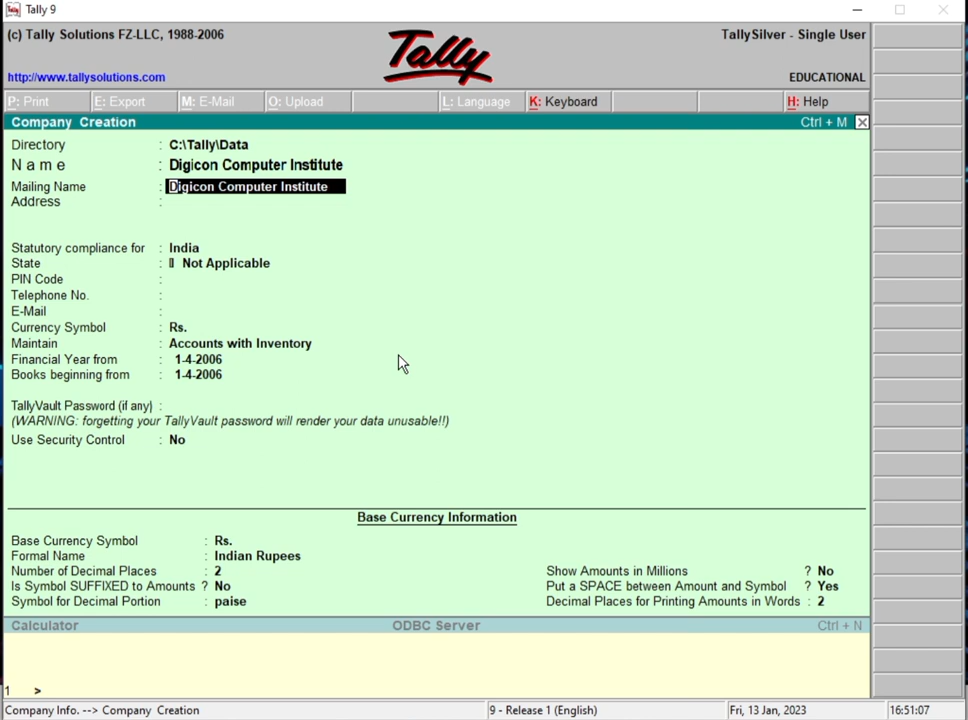 Tally 9
(c) Tally Solutions FZ-LLC, 1988-2006
TallySilver - Single User
Tally
http://www.tallysolutions.com
EDUCATIONAL
P: Print E: Export M: E-Mail O: Upload L: Language K: Keyboard H: Help
Company Creation Ctrl + M
Directory : C:\Tally\Data
Name : Digicon Computer Institute
Mailing Name : Digicon Computer Institute
Address :
Statutory compliance for : India
State : Not Applicable
PIN Code :
Telephone No. :
E-Mail :
Currency Symbol : Rs.
Maintain : Accounts with Inventory
Financial Year from : 1-4-2006
Books beginning from : 1-4-2006
TallyVault Password (if any) :
(WARNING: forgetting your TallyVault password will render your data unusable!!)
Use Security Control : No
Base Currency Information
Base Currency Symbol : Rs.
Formal Name : Indian Rupees
Number of Decimal Places : 2 Show Amounts in Millions ? No
Is Symbol SUFFIXED to Amounts ? No Put a SPACE between Amount and Symbol ? Yes
Symbol for Decimal Portion : paise Decimal Places for Printing Amounts in Words : 2
Calculator ODBC Server Ctrl + N
1 >
Company Info. --> Company Creation 9 - Release 1 (English) Fri, 13 Jan, 2023 16:51:07